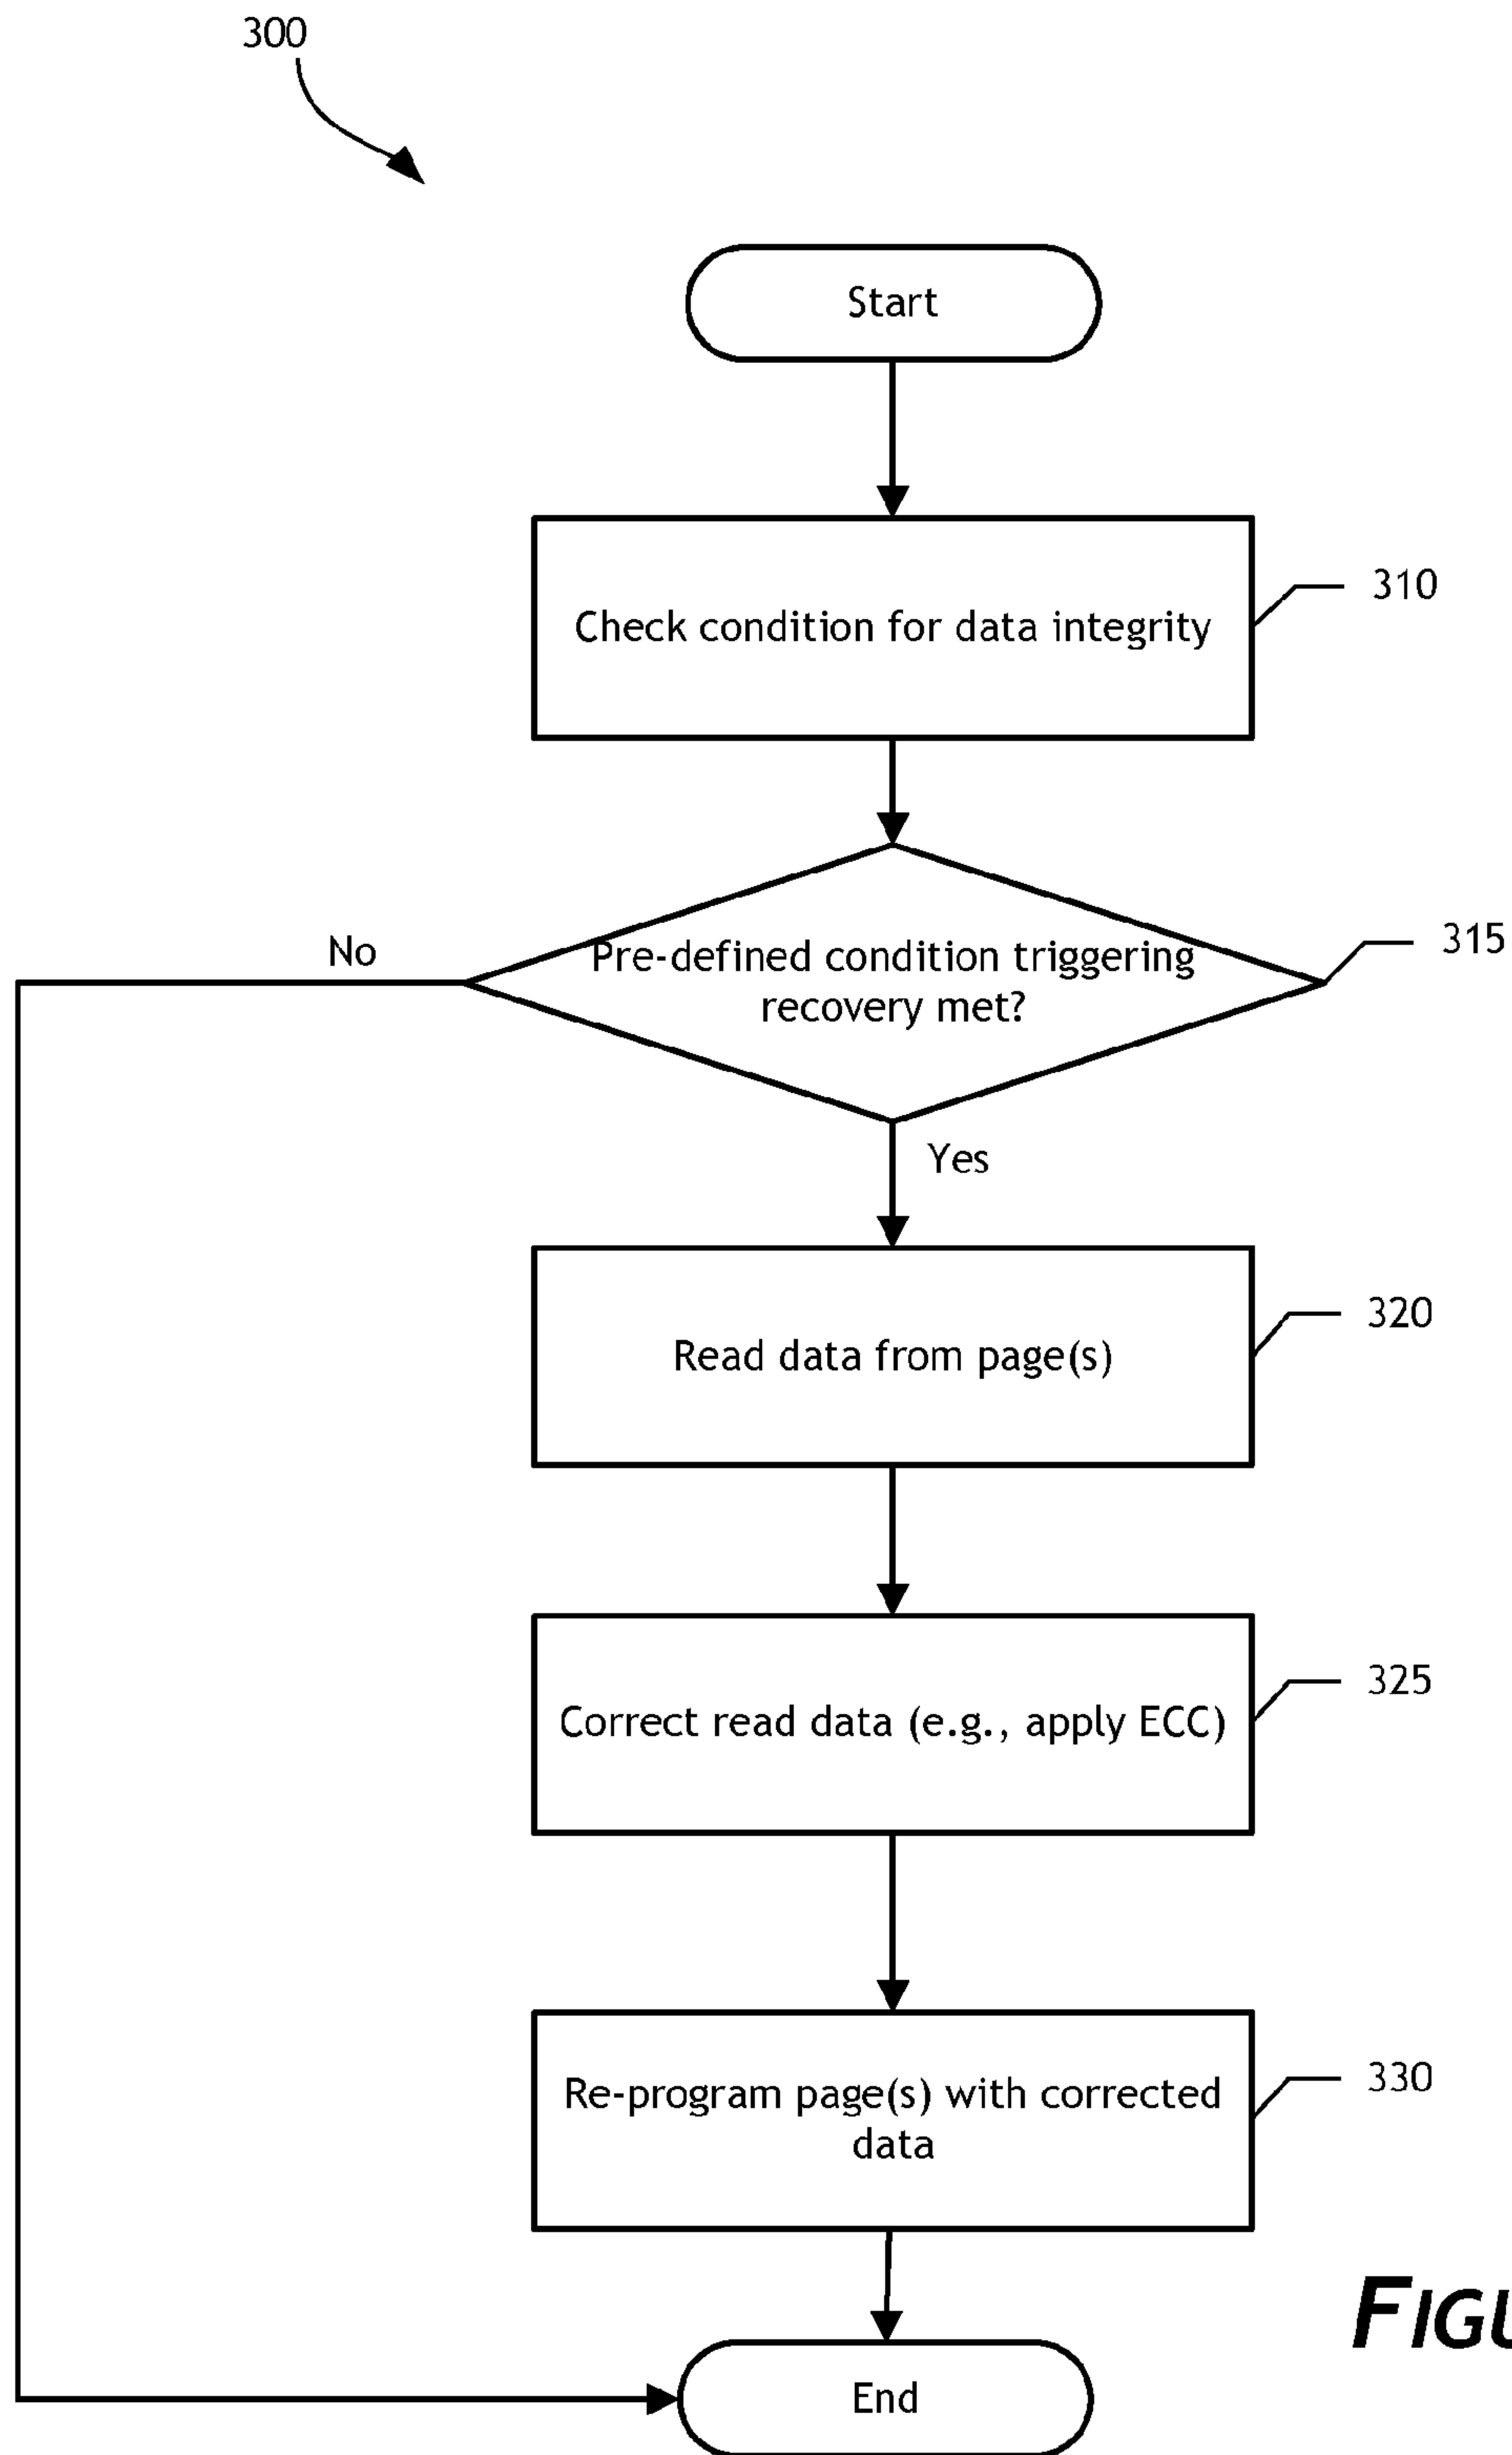 300
Start
Check condition for data integrity
310
No
Pre-defined condition triggering
recovery met?
315
Yes
Read data from page(s)
320
Correct read data (e.g., apply ECC)
325
Re-program page(s) with corrected
data
330
End